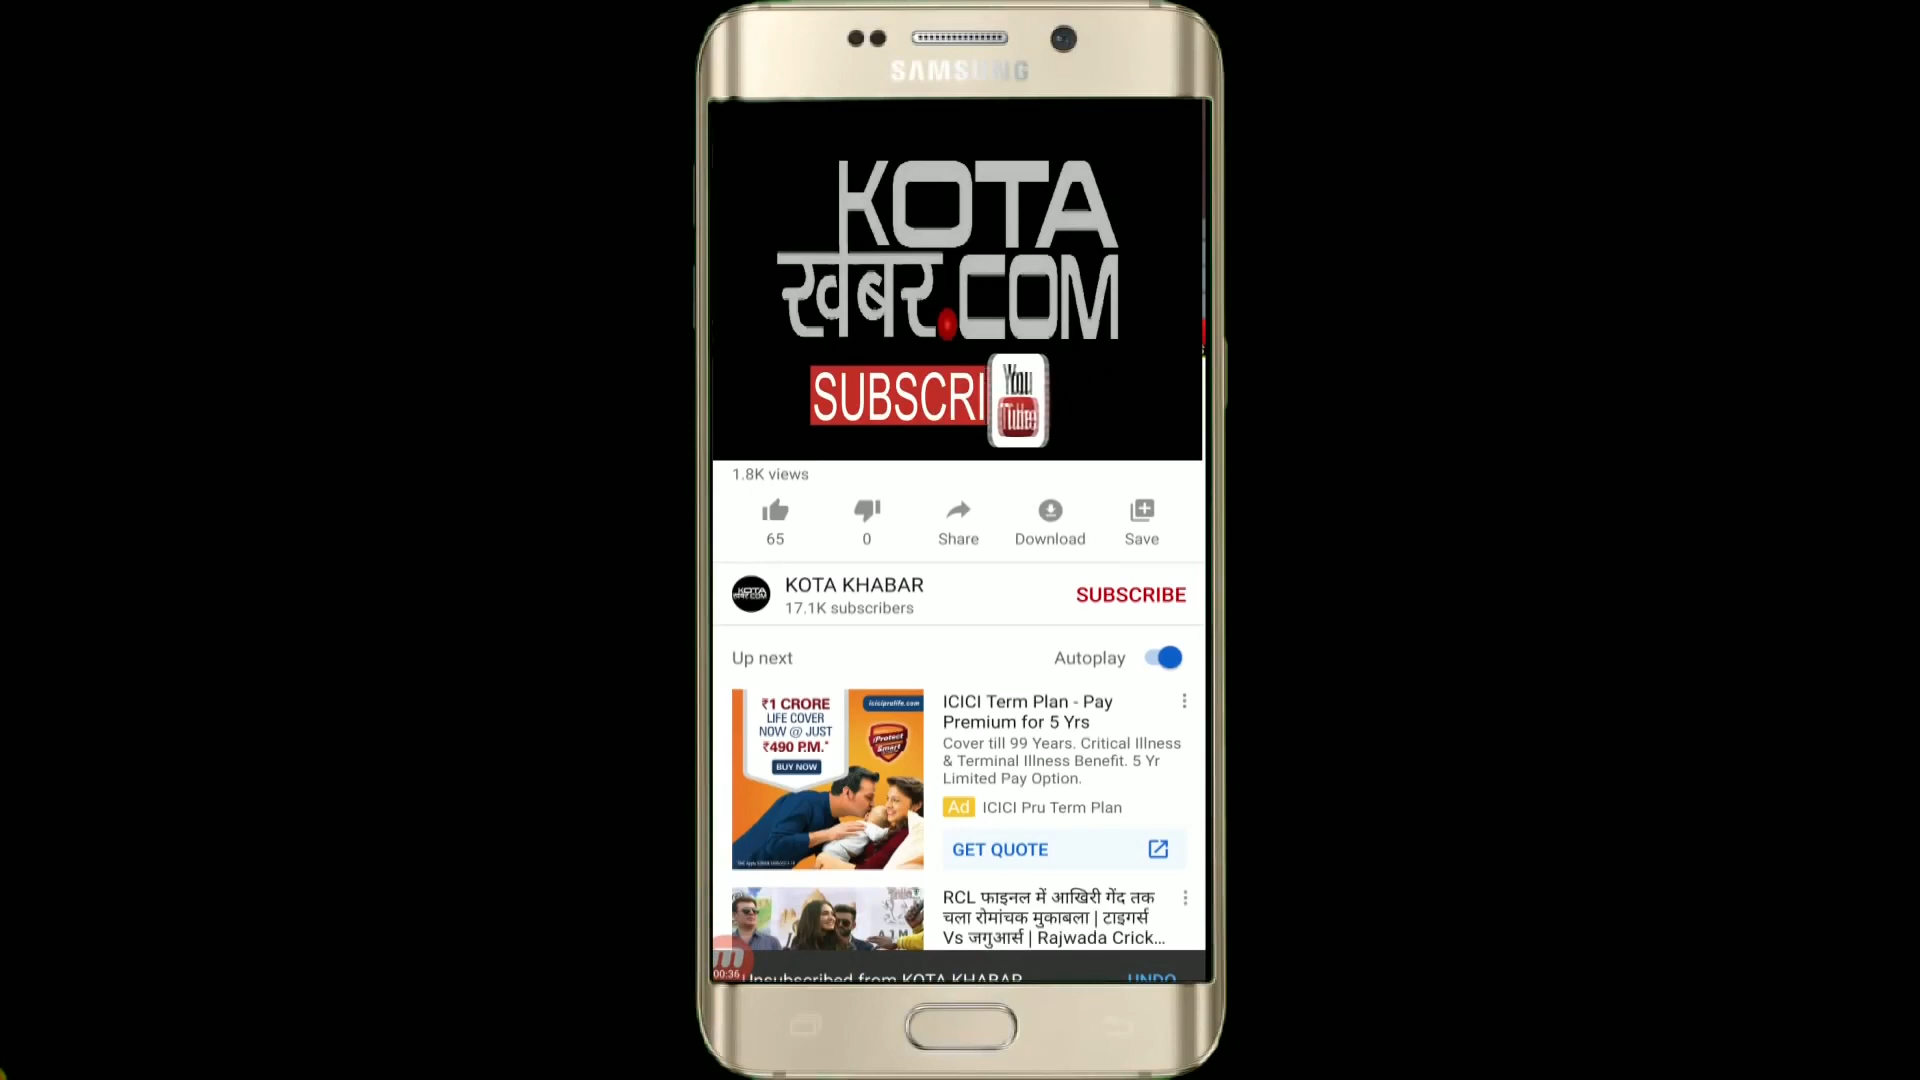 SAMSUNG
KOTA
खबर.COM
SUBSCRI
You
Tube
1.8K views
65
0
Share
Download
Save
KOTA KHABAR
17.1K subscribers
SUBSCRIBE
Up next
Autoplay
₹1 CRORE
LIFE COVER
NOW @ JUST
₹490 P.M.*
BUY NOW
iciciprulife.com
iProtect
Smart
ICICI Term Plan - Pay
Premium for 5 Yrs
Cover till 99 Years. Critical Illness
& Terminal Illness Benefit. 5 Yr
Limited Pay Option.
Ad ICICI Pru Term Plan
GET QUOTE
RCL फाइनल में आखिरी गेंद तक
चला रोमांचक मुकाबला | टाइगर्स
Vs जगुआर्स | Rajwada Crick...
00:36
Unsubscribed from KOTA KHABAR
UNDO